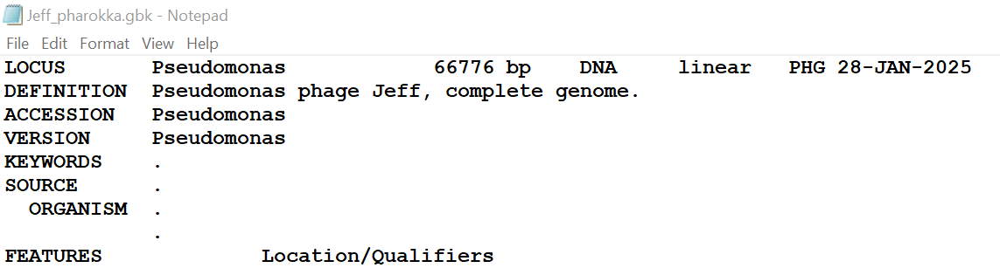 Jeff_pharokka.gbk - Notepad
File Edit Format View Help
LOCUS       Pseudomonas            66776 bp    DNA     linear   PHG 28-JAN-2025
DEFINITION  Pseudomonas phage Jeff, complete genome.
ACCESSION   Pseudomonas
VERSION     Pseudomonas
KEYWORDS    .
SOURCE      .
  ORGANISM  .
            .
FEATURES             Location/Qualifiers